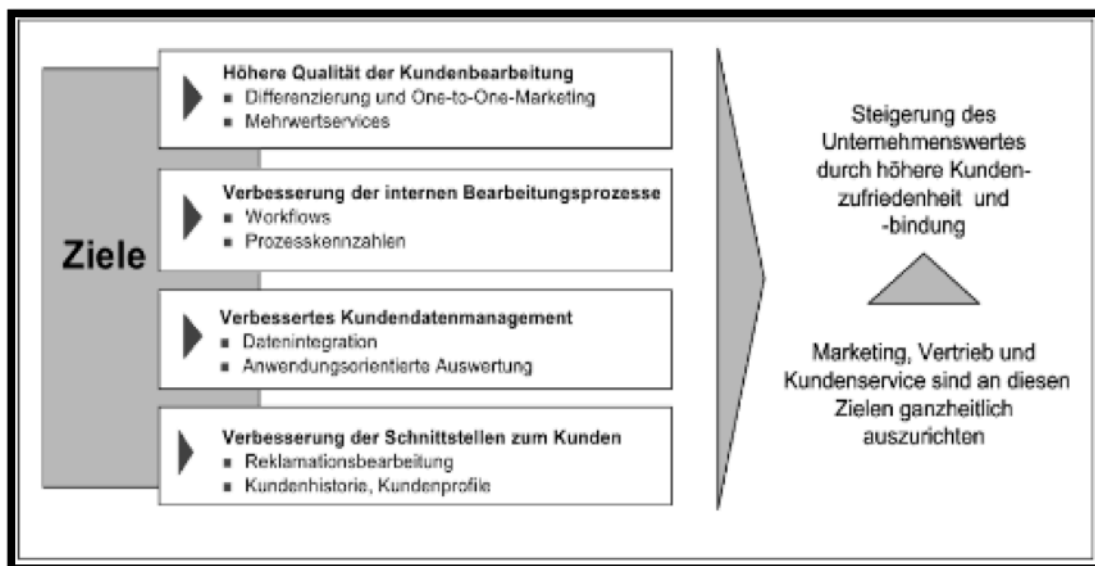 Ziele
Höhere Qualität der Kundenbearbeitung
▪ Differenzierung und One-to-One-Marketing
▪ Mehrwertservices
Verbesserung der internen Bearbeitungsprozesse
▪ Workflows
▪ Prozesskennzahlen
Verbessertes Kundendatenmanagement
▪ Datenintegration
▪ Anwendungsorientierte Auswertung
Verbesserung der Schnittstellen zum Kunden
▪ Reklamationsbearbeitung
▪ Kundenhistorie, Kundenprofile
Steigerung des
Unternehmenswertes
durch höhere Kunden-
zufriedenheit und
-bindung
Marketing, Vertrieb und
Kundenservice sind an diesen
Zielen ganzheitlich
auszurichten